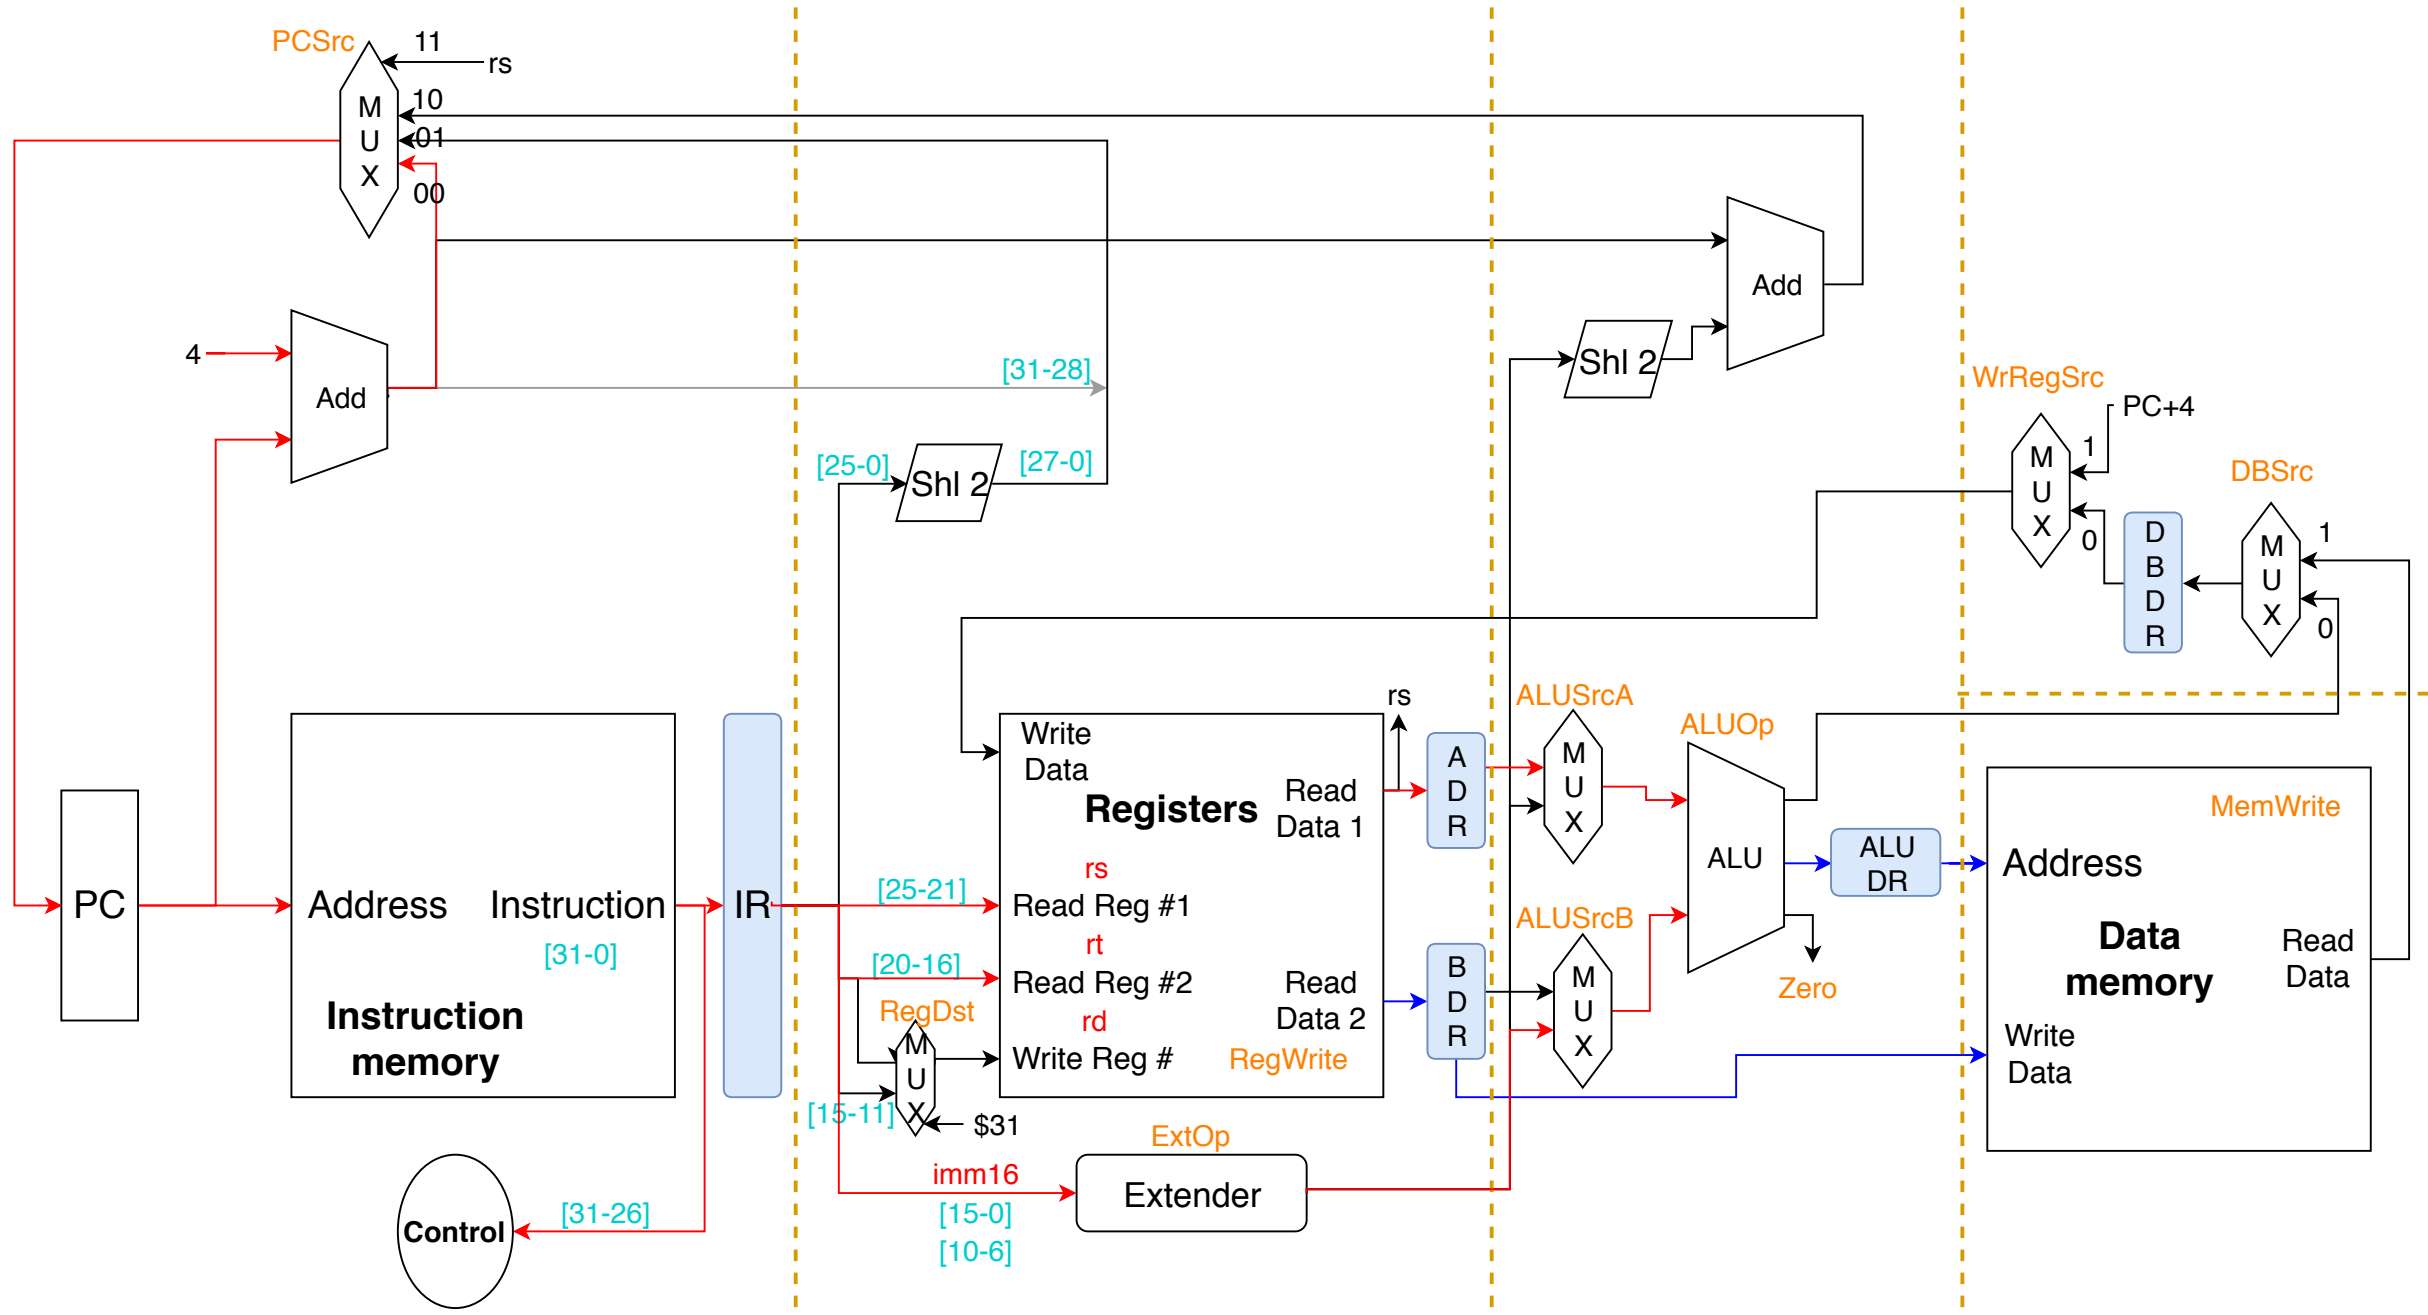 PCSrc
11
rs
10
01
00
M
U
X
4
Add
[31-28]
[25-0]
Shl 2
[27-0]
Add
Shl 2
WrRegSrc
PC+4
1
M
U
X
0
DBSrc
D
B
D
R
M
U
X
1
0
PC
Address
Instruction
[31-0]
Instruction
memory
IR
Control
[31-26]
[25-21]
[20-16]
RegDst
M
U
X
[15-11]
$31
Write
Data
Registers
Read
Data 1
rs
Read Reg #1
rt
Read Reg #2
rd
Write Reg #
Read
Data 2
RegWrite
imm16
[15-0]
[10-6]
ExtOp
Extender
rs
A
D
R
B
D
R
ALUSrcA
M
U
X
ALUSrcB
M
U
X
ALUOp
ALU
Zero
ALU
DR
MemWrite
Address
Data
memory
Read
Data
Write
Data